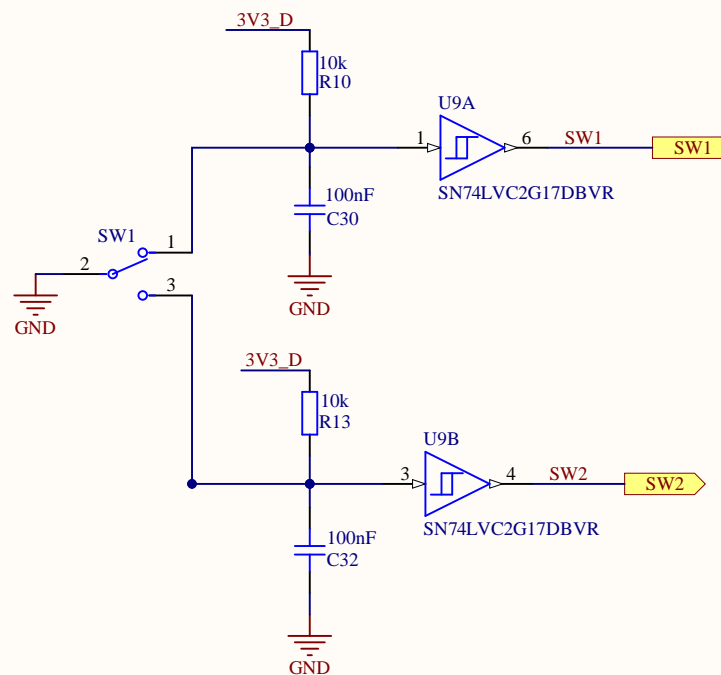 3V3_D
10k
R10
U9A
1
6
SW1
SW1
SN74LVC2G17DBVR
100nF
C30
SW1
1
2
3
GND
GND
3V3_D
10k
R13
U9B
3
4
SW2
SW2
SN74LVC2G17DBVR
100nF
C32
GND